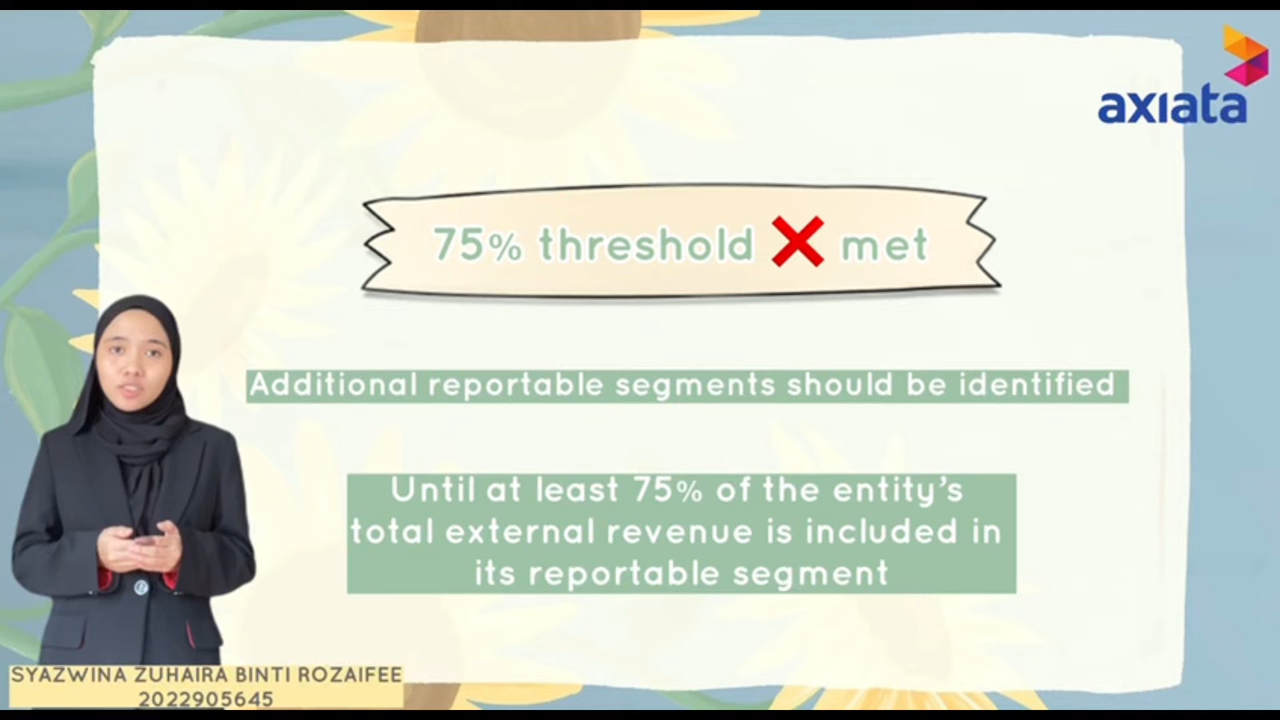 axiata
75% threshold ❌ met
Additional reportable segments should be identified
Until at least 75% of the entity's
total external revenue is included in
its reportable segment
SYAZWINA ZUHAIRA BINTI ROZAIFEE
2022905645